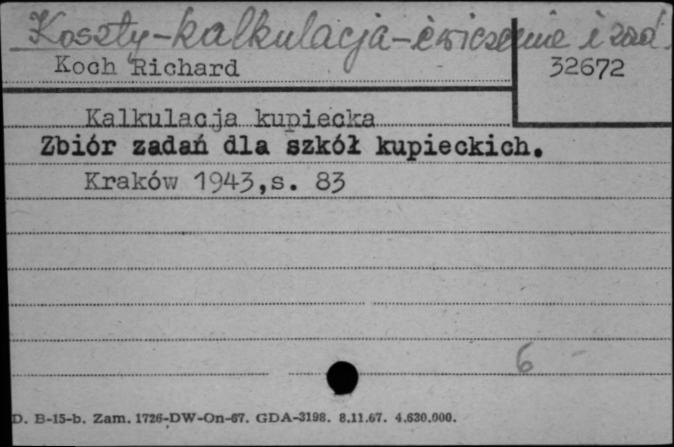 Koszty-kalkulacja-ćwiczenie i zad.
Koch Richard
32672
Kalkulacja kupiecka
Zbiór zadań dla szkół kupieckich.
Kraków 1943,s. 83
6 -
D. B-15-b. Zam. 1726-DW-On-67. GDA-3198. 8.11.67. 4.630.000.